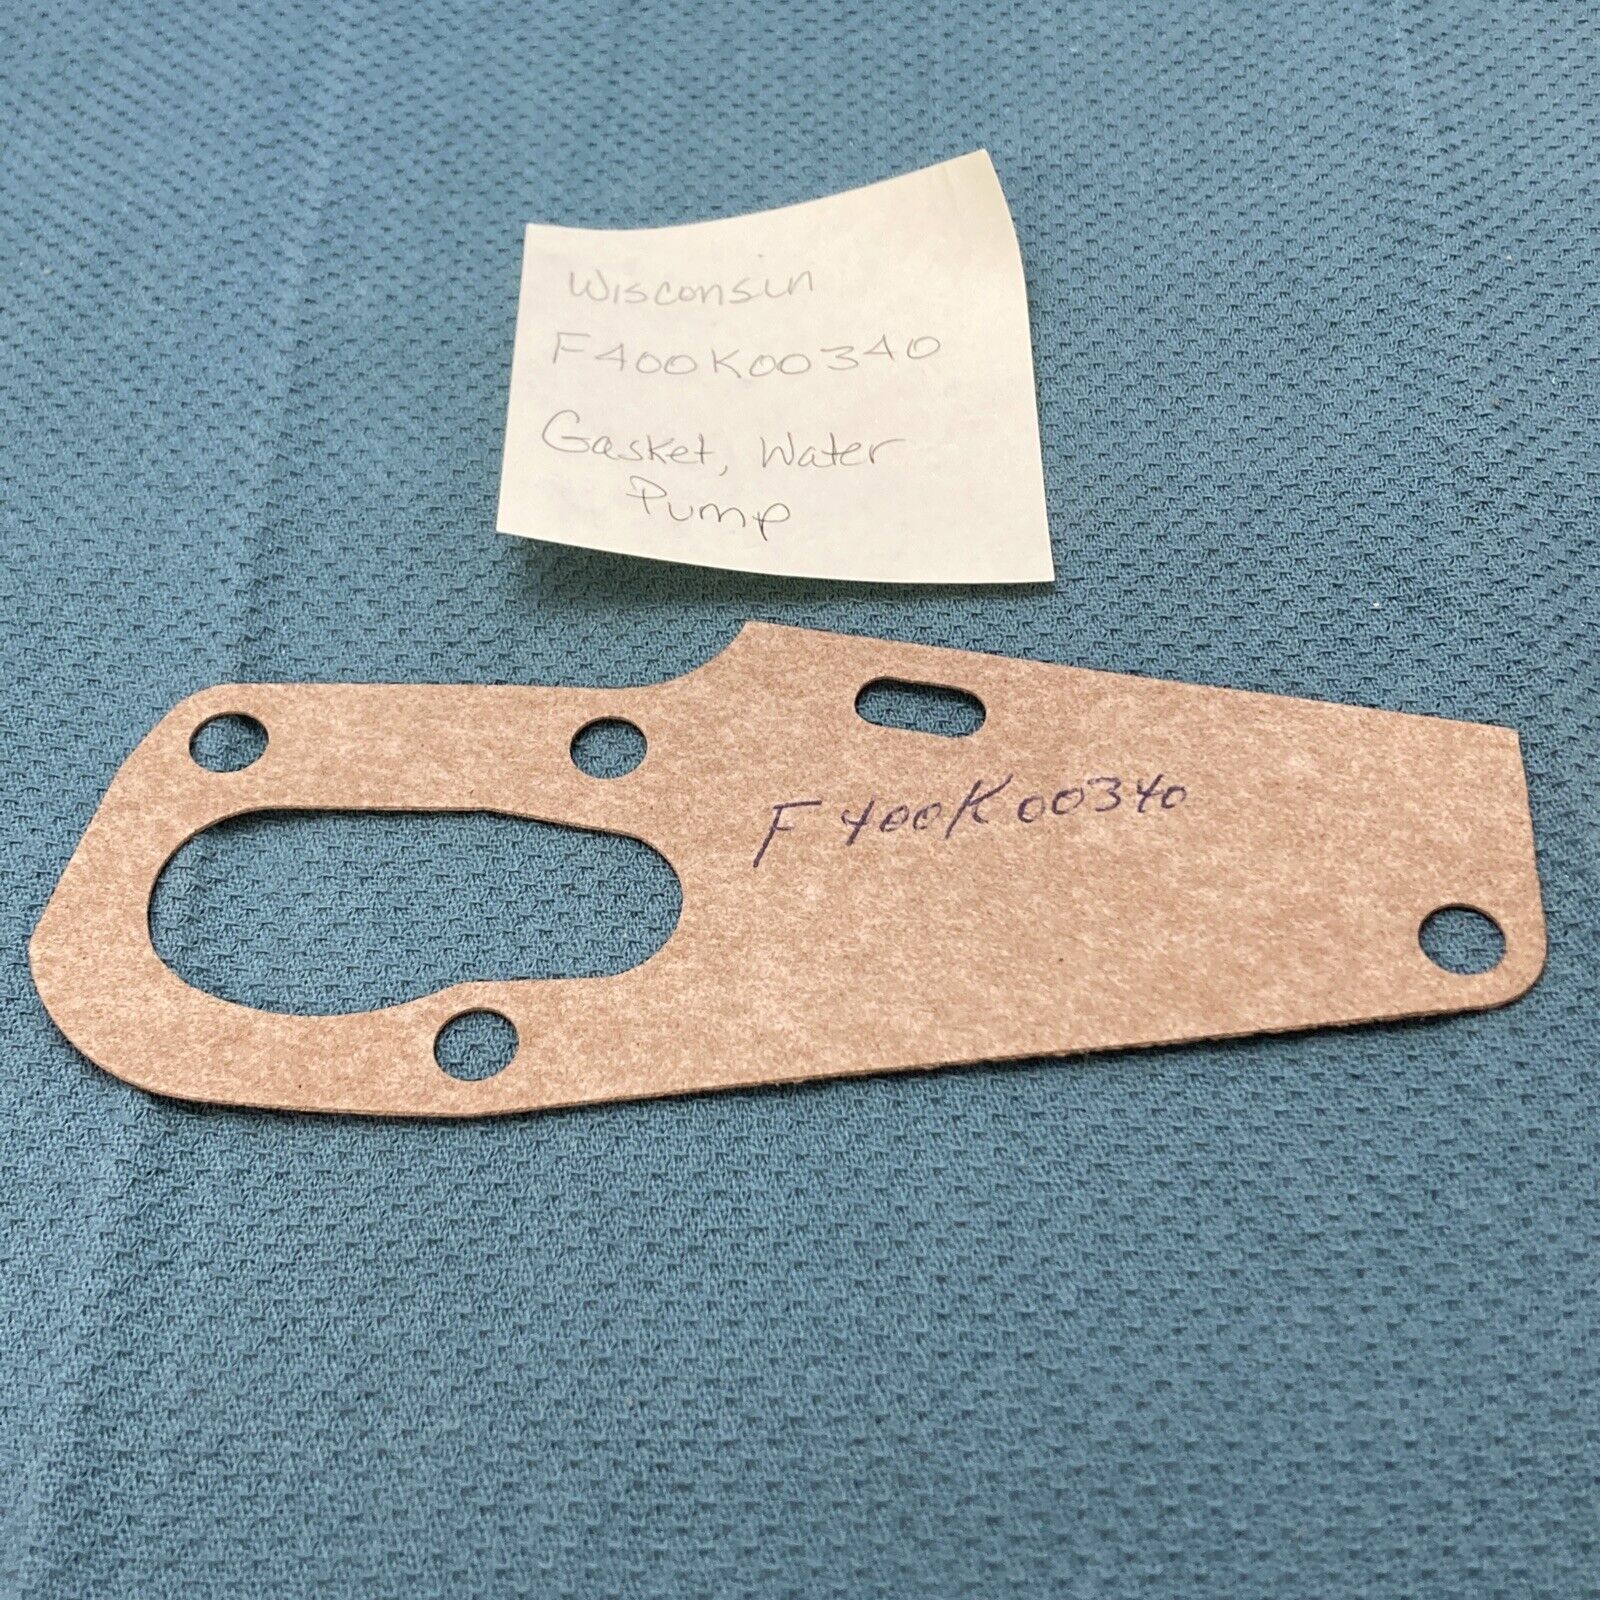 Wisconsin
F400K00340
Gasket, Water
Pump
F400K00340